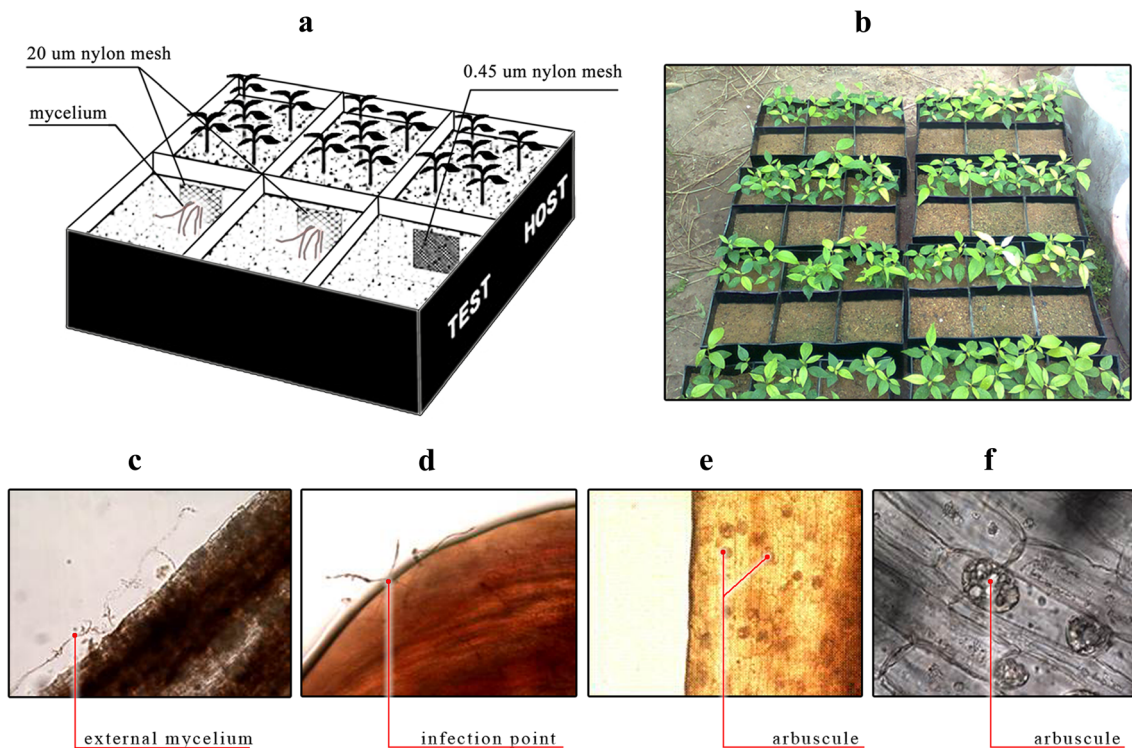 a
b
20 um nylon mesh
0.45 um nylon mesh
mycelium
HOST
TEST
c
d
e
f
external mycelium
infection point
arbuscule
arbuscule